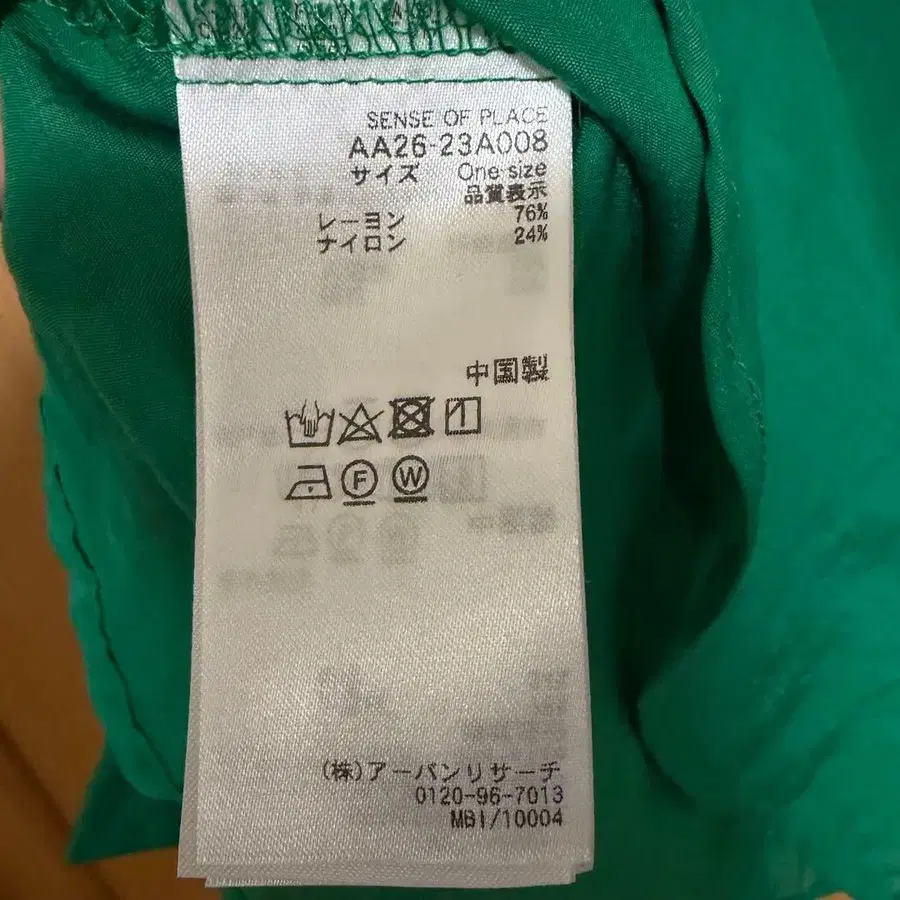 SENSE OF PLACE
AA26-23A008
サイズ One size
品質表示
レーヨン 76%
ナイロン 24%
中国製
F W
(株)アーバンリサーチ
0120-96-7013
MBI/10004